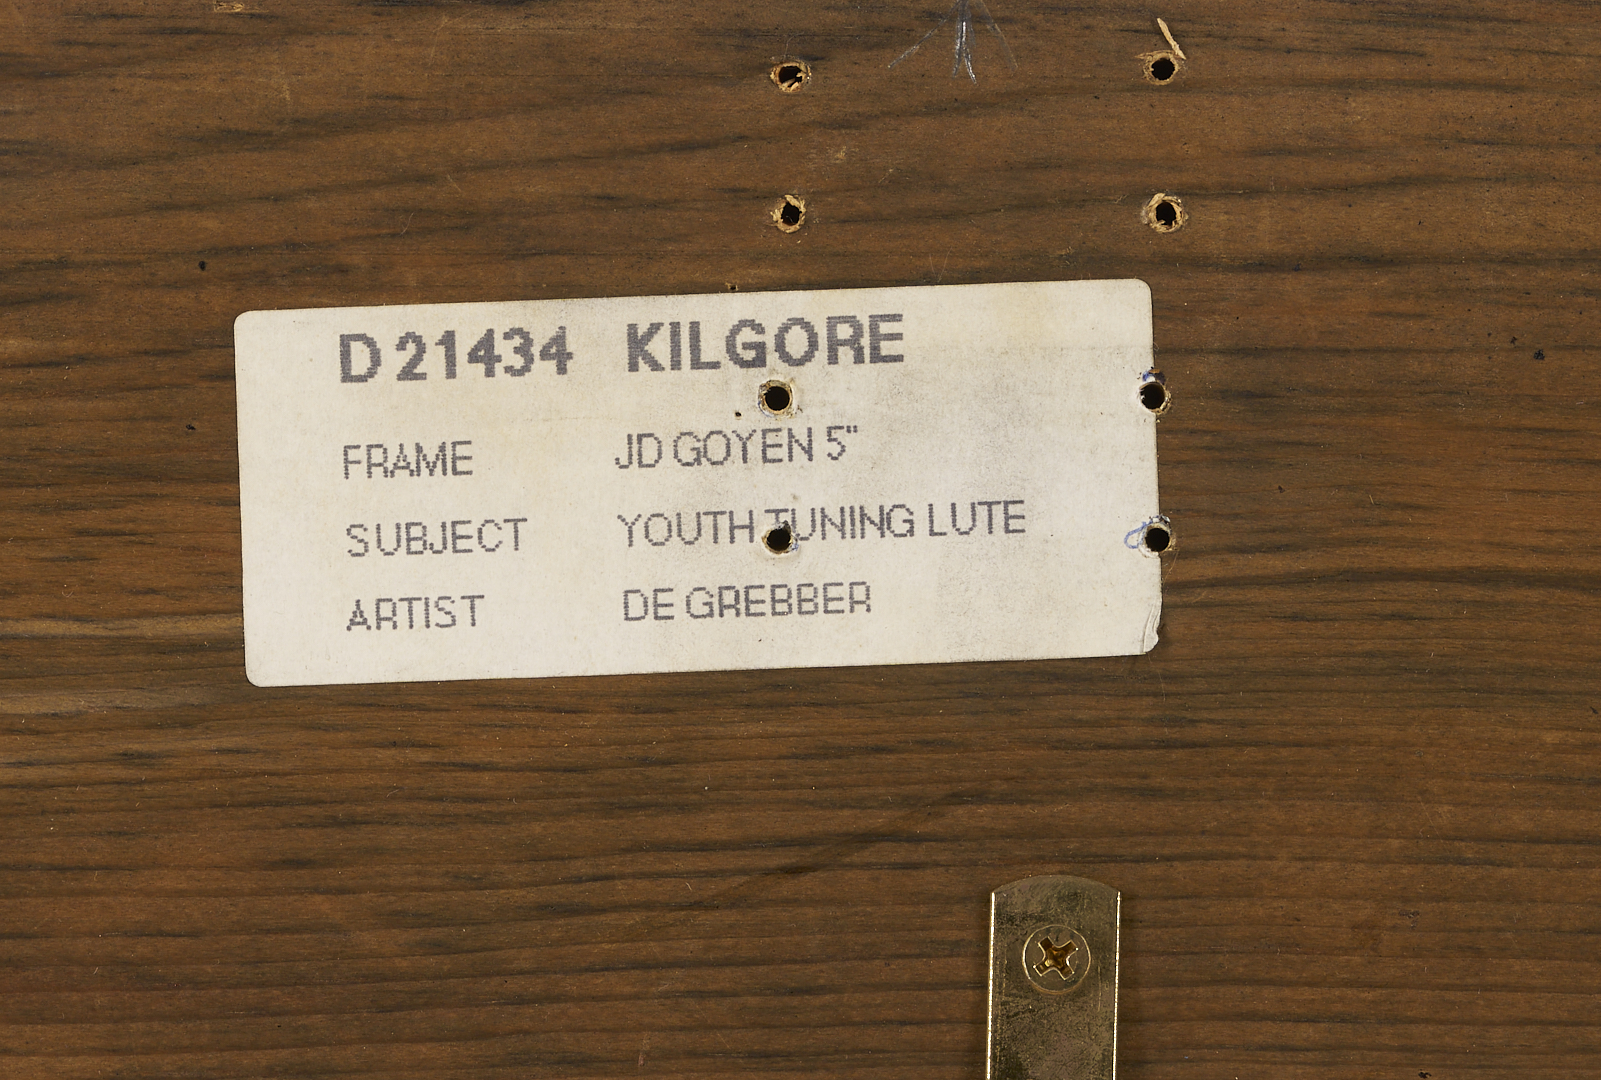 D 21434 KILGORE
FRAME JD GOYEN 5"
SUBJECT YOUTH TUNING LUTE
ARTIST DE GREBBER